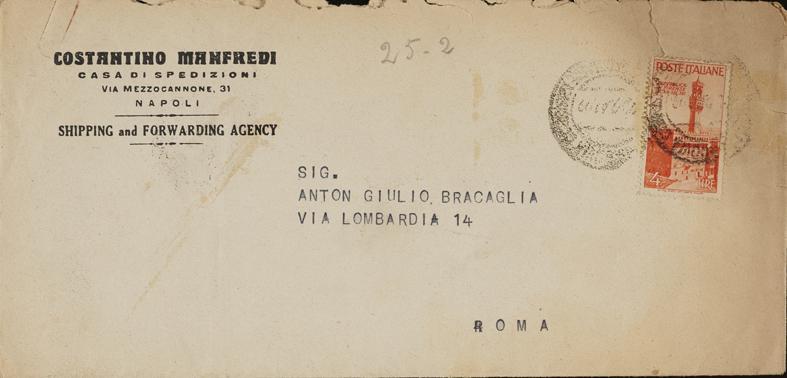 COSTANTINO MANFREDI
CASA DI SPEDIZIONI
VIA MEZZOCANNONE, 31
NAPOLI
SHIPPING and FORWARDING AGENCY
25-2
POSTE ITALIANE
4 LIRE
SIG.
ANTON GIULIO BRACAGLIA
VIA LOMBARDIA 14
ROMA